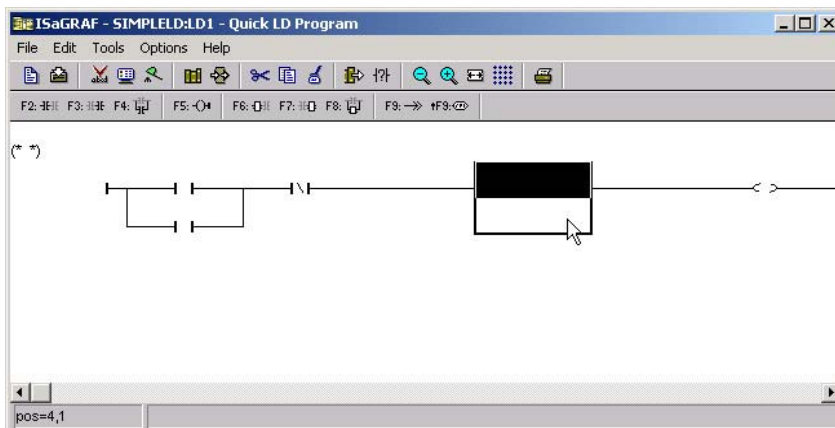 ISaGRAF - SIMPLELD:LD1 - Quick LD Program
File Edit Tools Options Help
F2: F3: F4: F5: F6: F7: F8: F9: ↑F9:
(* *)
pos=4,1